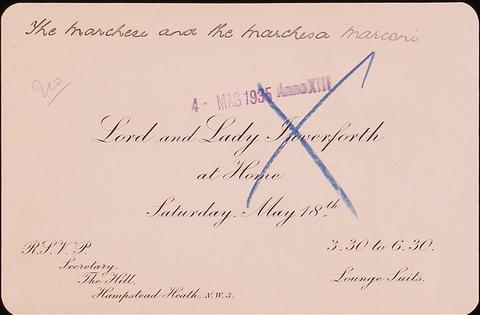 The Marchese and the Marchesa Marconi
no
4 - MAG 1935 Anno XIII
Lord and Lady Inverforth
at Home
Saturday, May 18th
R.S.V.P.
Secretary,
The Hill,
Hampstead Heath, N.W.3.
3.30 to 6.30.
Lounge Suits.